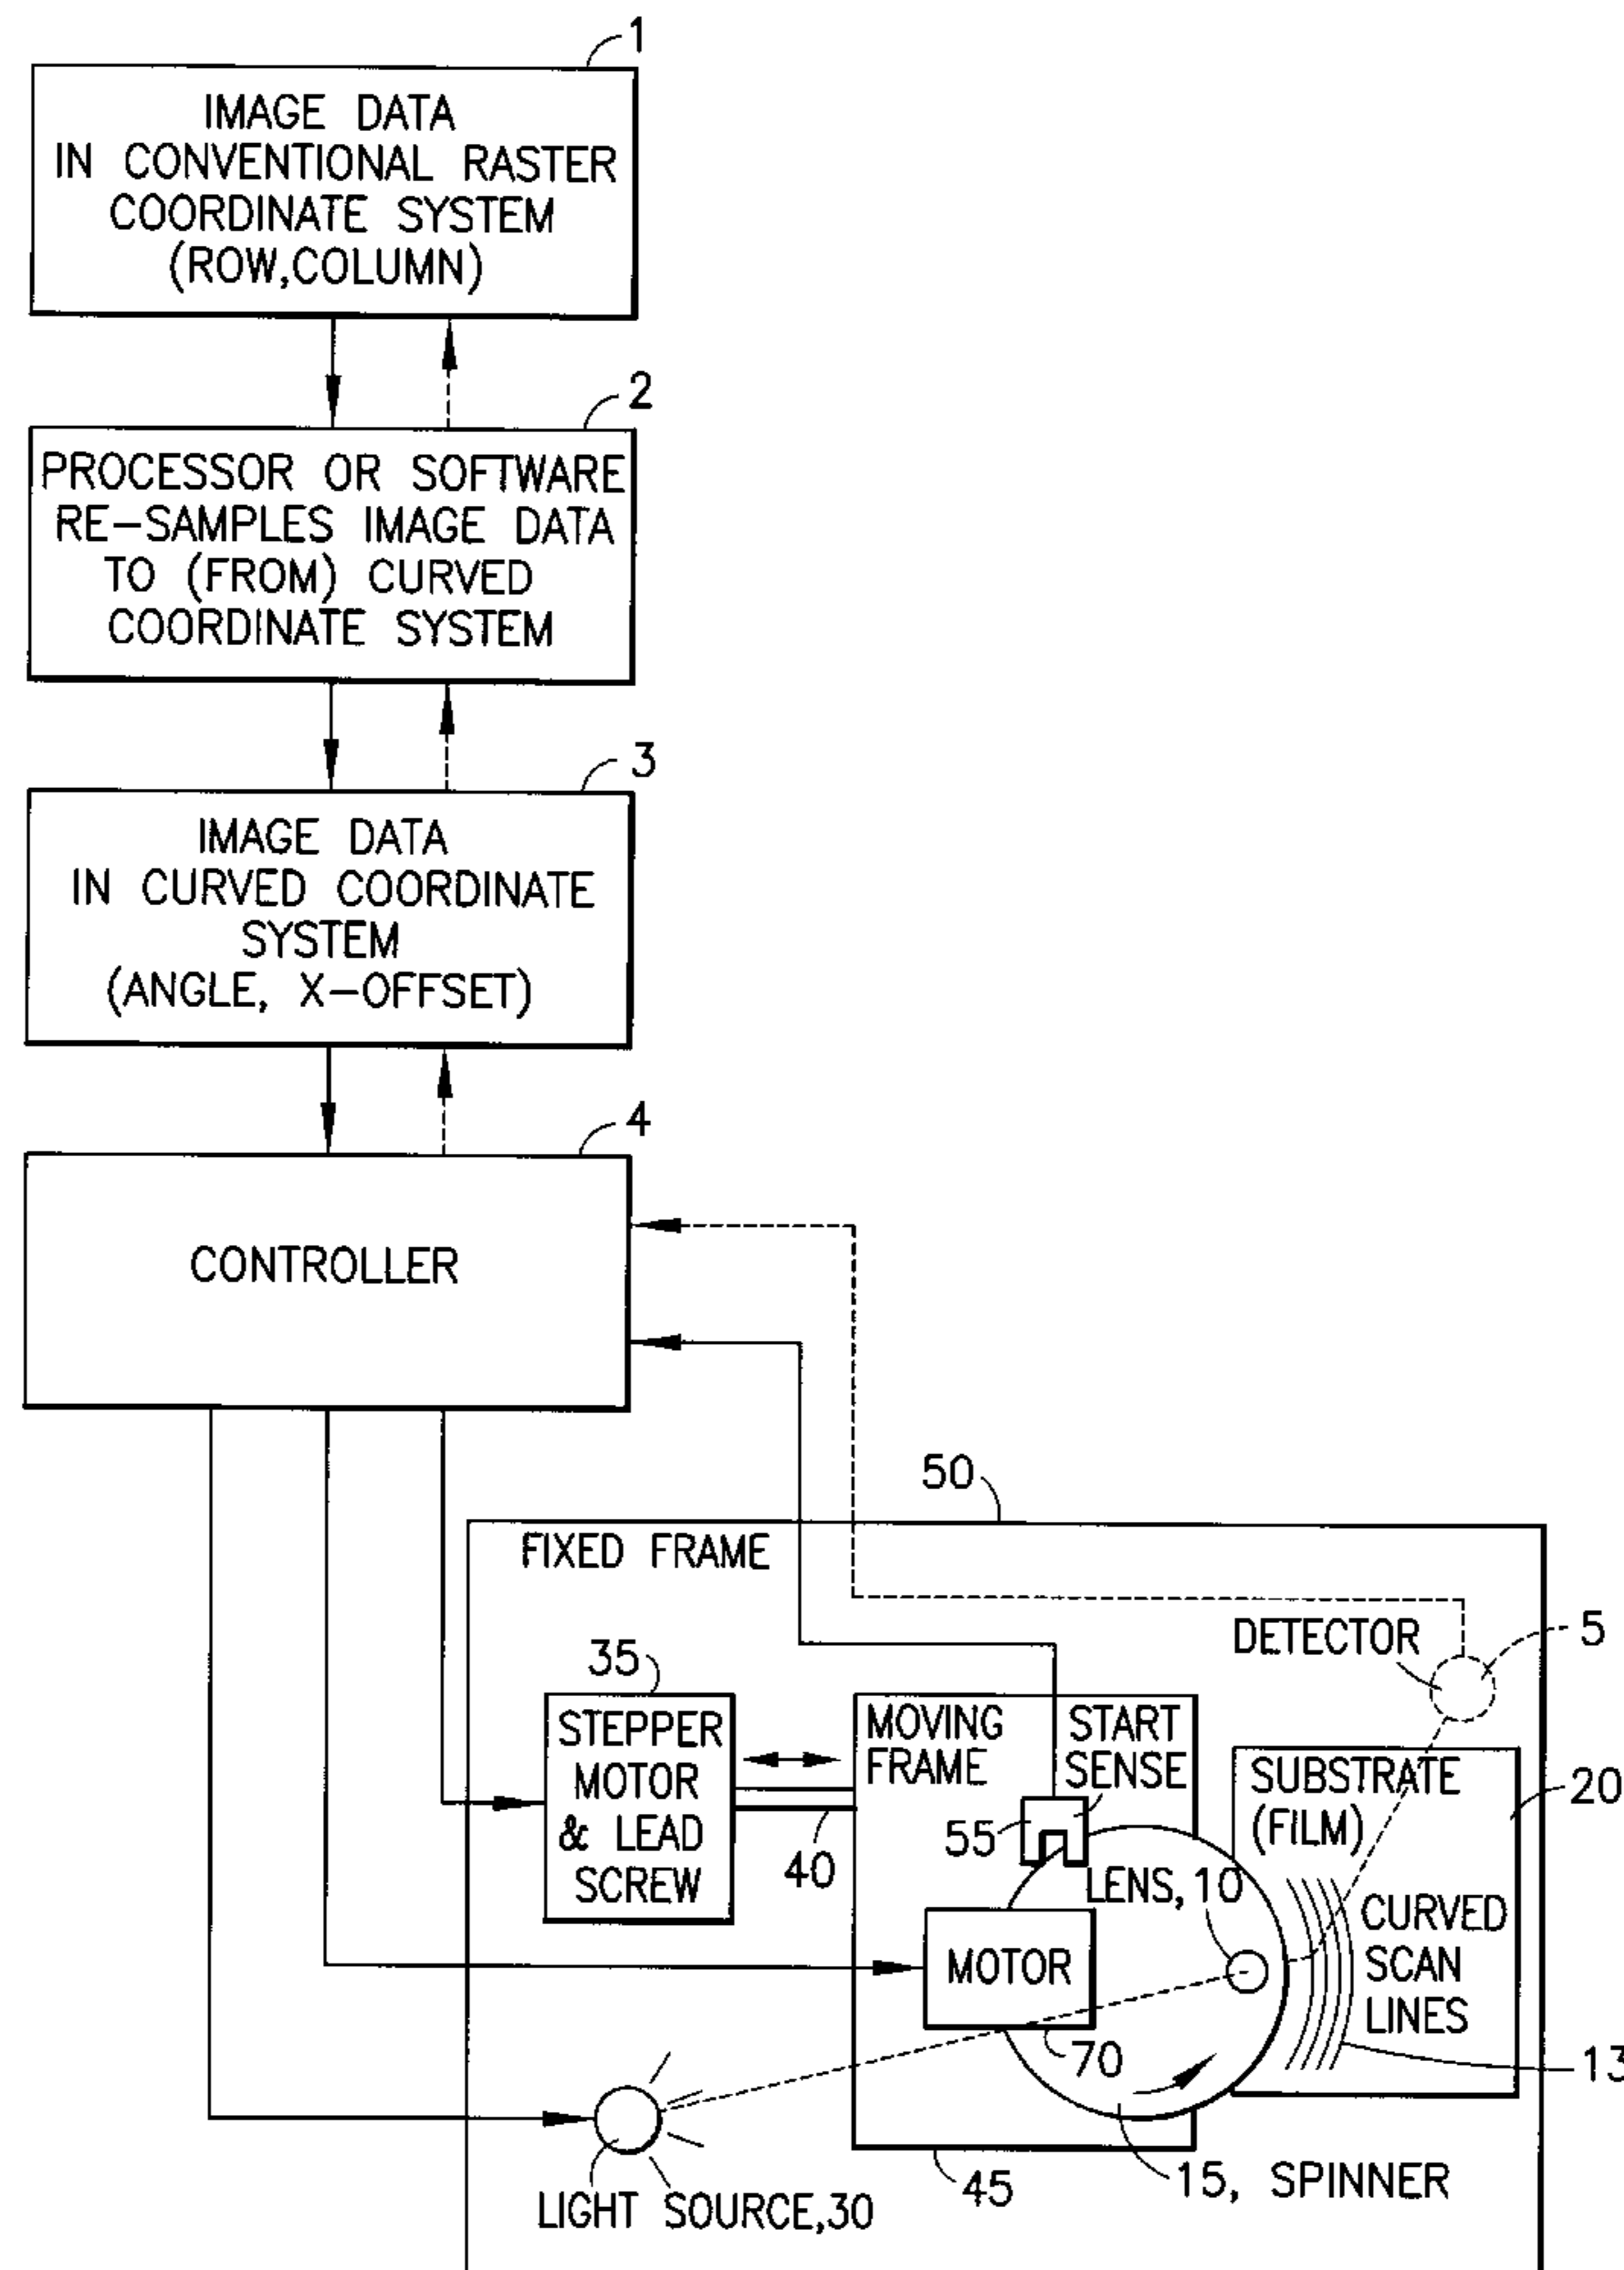 1
IMAGE DATA
IN CONVENTIONAL RASTER
COORDINATE SYSTEM
(ROW,COLUMN)
2
PROCESSOR OR SOFTWARE
RE-SAMPLES IMAGE DATA
TO (FROM) CURVED
COORDINATE SYSTEM
3
IMAGE DATA
IN CURVED COORDINATE
SYSTEM
(ANGLE, X-OFFSET)
4
CONTROLLER
50
FIXED FRAME
DETECTOR
5
35
STEPPER
MOTOR
& LEAD
SCREW
40
MOVING
FRAME
START
SENSE
55
SUBSTRATE
(FILM)
20
LENS,10
CURVED
SCAN
LINES
MOTOR
70
13
45
15, SPINNER
LIGHT SOURCE,30